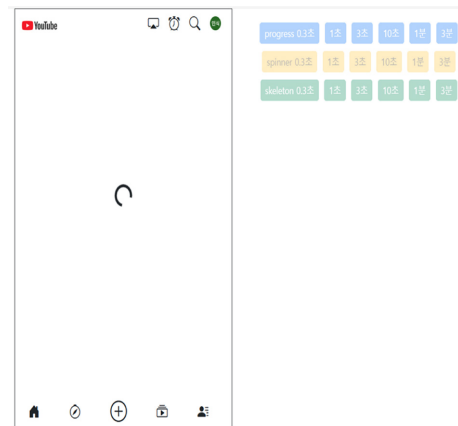 YouTube
progress 0.3초 1초 3초 10초 1분 3분
spinner 0.3초 1초 3초 10초 1분 3분
skeleton 0.3초 1초 3초 10초 1분 3분